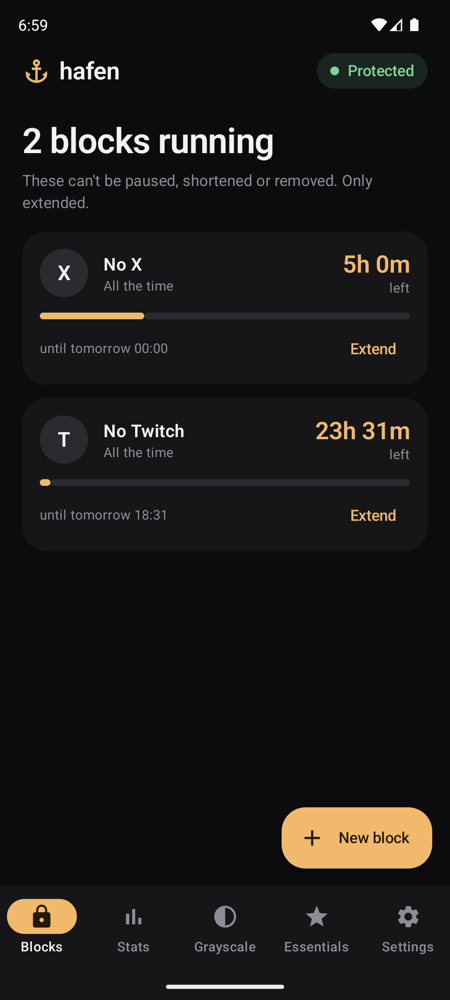 6:59
hafen
Protected
2 blocks running
These can't be paused, shortened or removed. Only
extended.
X
No X
All the time
5h 0m
left
until tomorrow 00:00
Extend
T
No Twitch
All the time
23h 31m
left
until tomorrow 18:31
Extend
New block
Blocks
Stats
Grayscale
Essentials
Settings